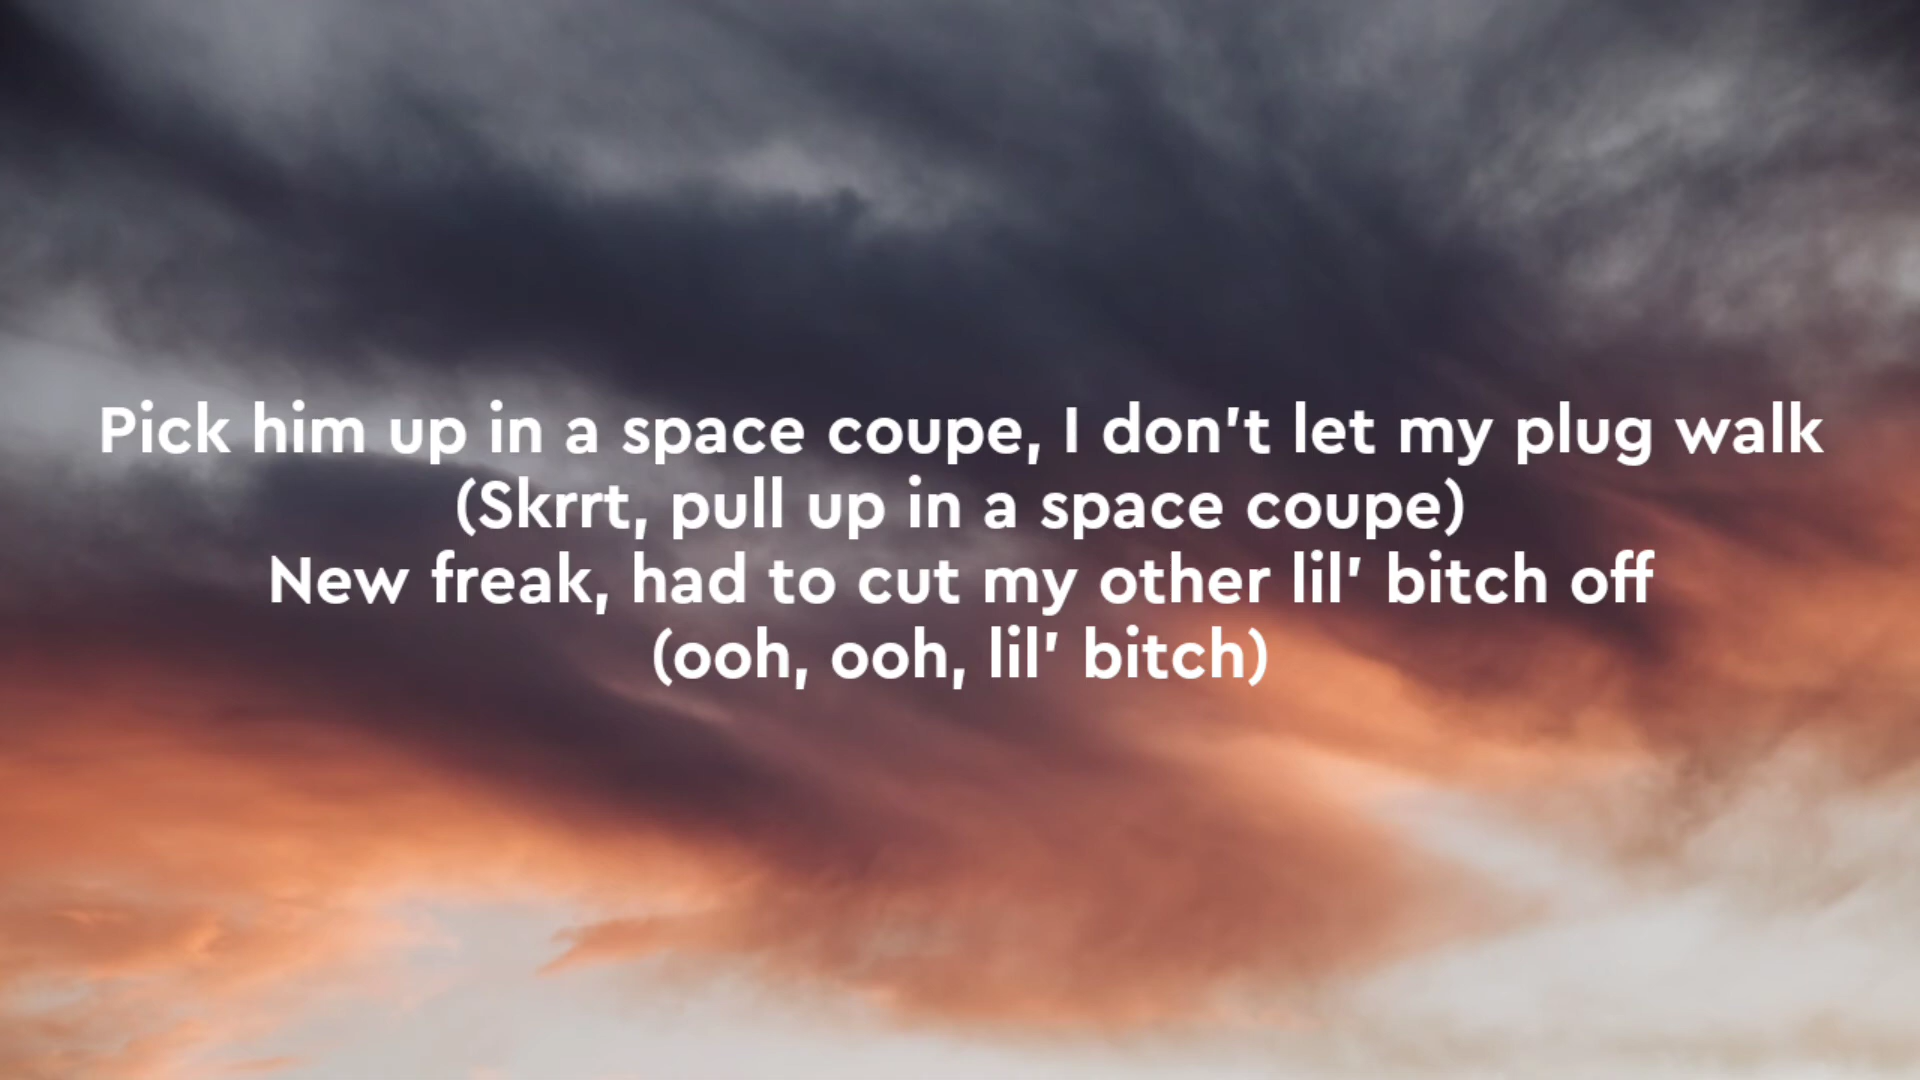 Pick him up in a space coupe, I don't let my plug walk
(Skrrt, pull up in a space coupe)
New freak, had to cut my other lil' bitch off
(ooh, ooh, lil' bitch)